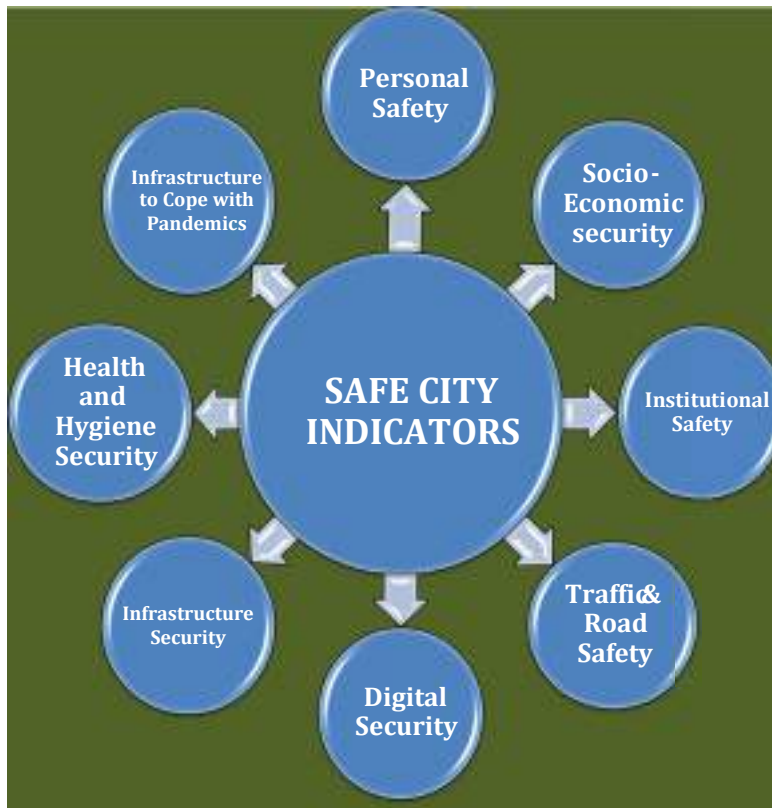 Personal
Safety
Socio-
Economic
security
Institutional
Safety
Traffic&
Road
Safety
Digital
Security
Infrastructure
Security
Health
and
Hygiene
Security
Infrastructure
to Cope with
Pandemics
SAFE CITY
INDICATORS